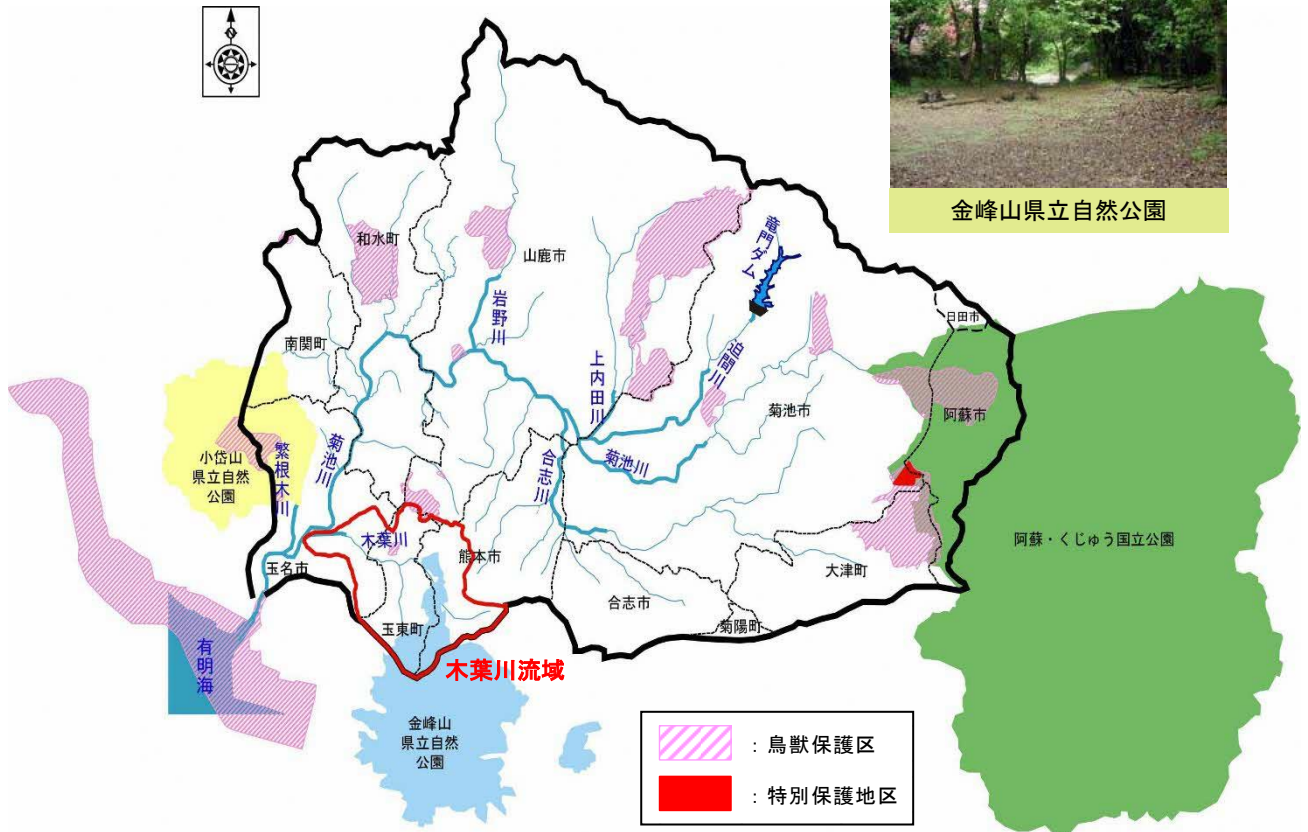 N
金峰山県立自然公園
竜門ダム
和水町
山鹿市
岩野川
日田市
南関町
上内田川
迫間川
菊池市
阿蘇市
小岱山
県立自然
公園
繁根木川
菊池川
合志川
菊池川
阿蘇・くじゅう国立公園
木葉川
熊本市
玉名市
大津町
合志市
玉東町
菊陽町
有明海
木葉川流域
金峰山
県立自然
公園
：鳥獣保護区
：特別保護地区